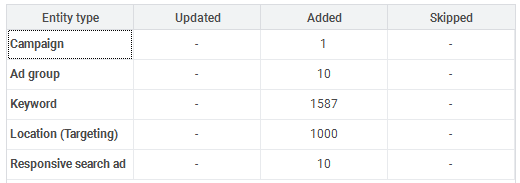 Entity type Updated Added Skipped
Campaign - 1 -
Ad group - 10 -
Keyword - 1587 -
Location (Targeting) - 1000 -
Responsive search ad - 10 -